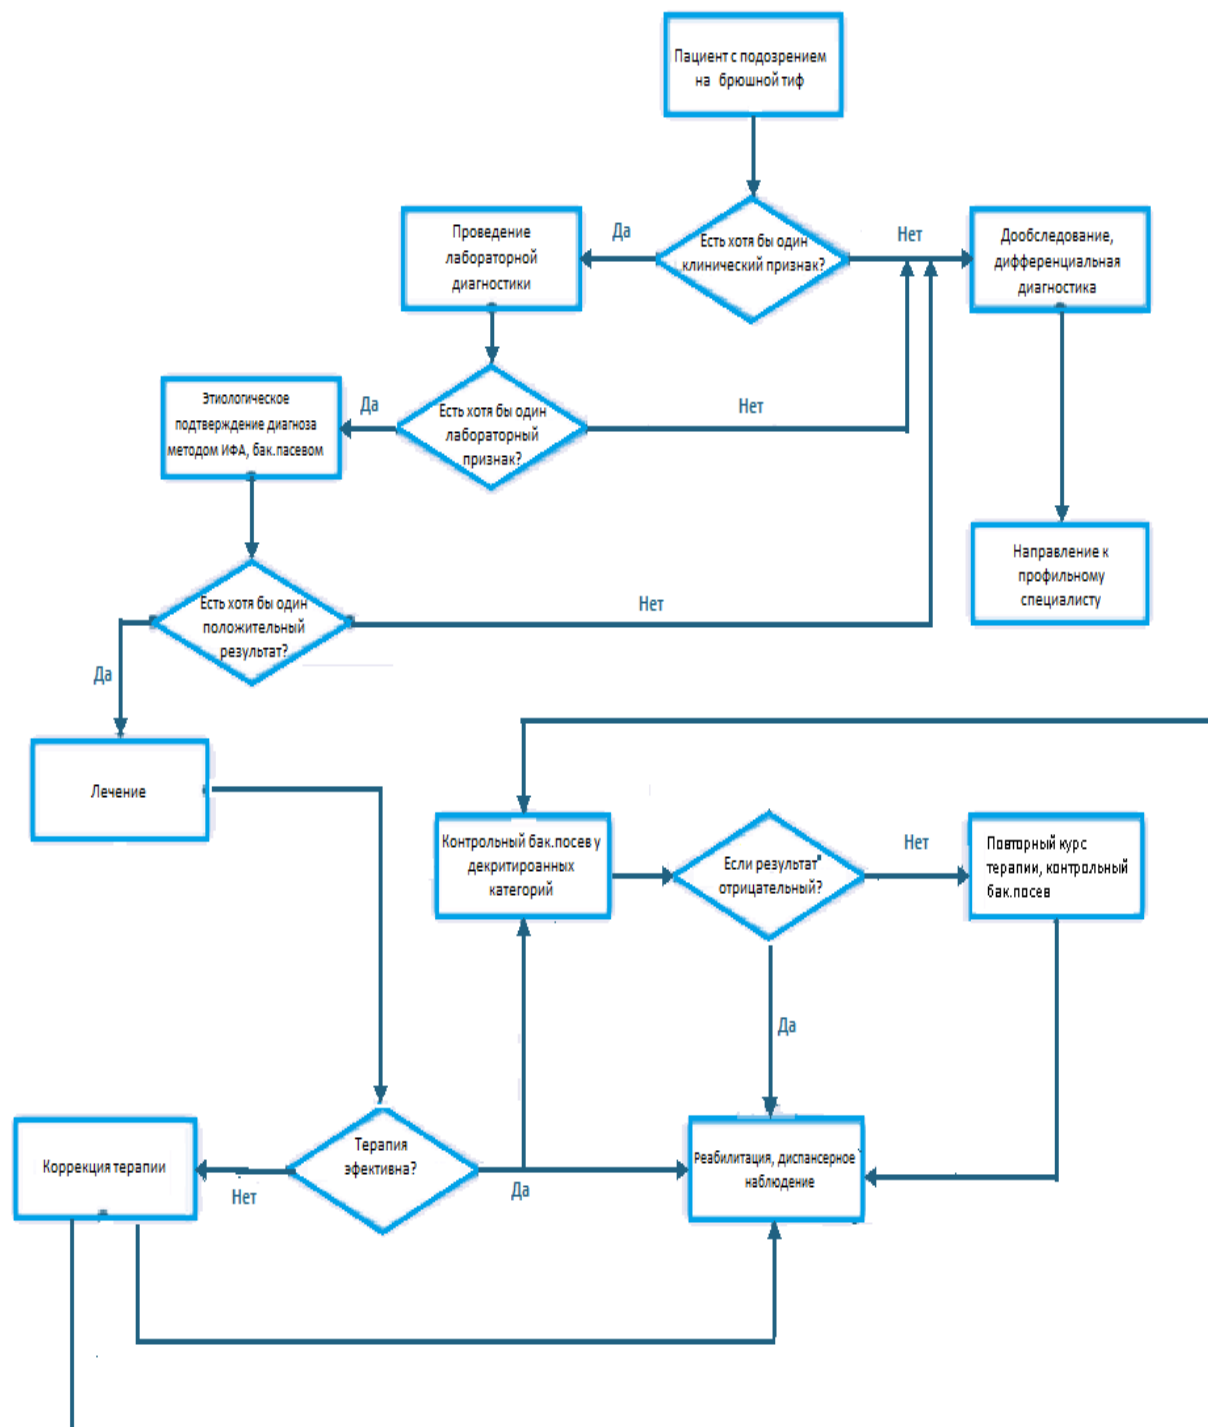 Пациент с подозрением
на брюшной тиф
Есть хотя бы один
клинический признак?
Да
Нет
Проведение
лабораторной
диагностики
Дообследование,
дифференциальная
диагностика
Есть хотя бы один
лабораторный
признак?
Да
Нет
Этиологическое
подтверждение диагноза
методом ИФА, бак.пасевом
Направление к
профильному
специалисту
Есть хотя бы один
положительный
результат?
Нет
Да
Лечение
Контрольный бак.посев у
декритироанных
категорий
Если результат
отрицательный?
Нет
Повторный курс
терапии, контрольный
бак.посев
Да
Терапия
эфективна?
Коррекция терапии
Нет
Да
Реабилитация, диспансерное
наблюдение